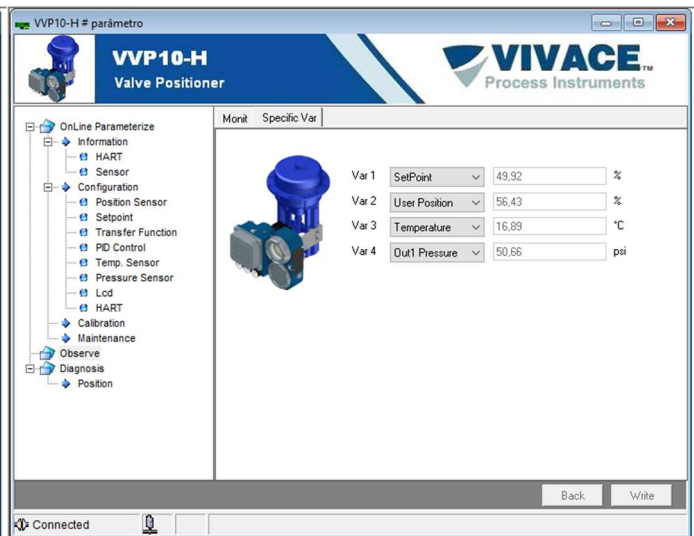 VVP10-H # parâmetro
VVP10-H
Valve Positioner
VIVACE™
Process Instruments
OnLine Parameterize
Information
HART
Sensor
Configuration
Position Sensor
Setpoint
Transfer Function
PID Control
Temp. Sensor
Pressure Sensor
Lcd
HART
Calibration
Maintenance
Observe
Diagnosis
Position
Monit Specific Var
Var 1 SetPoint 49,92 %
Var 2 User Position 56,43 %
Var 3 Temperature 16,89 °C
Var 4 Out1 Pressure 50,66 psi
Back Write
Connected